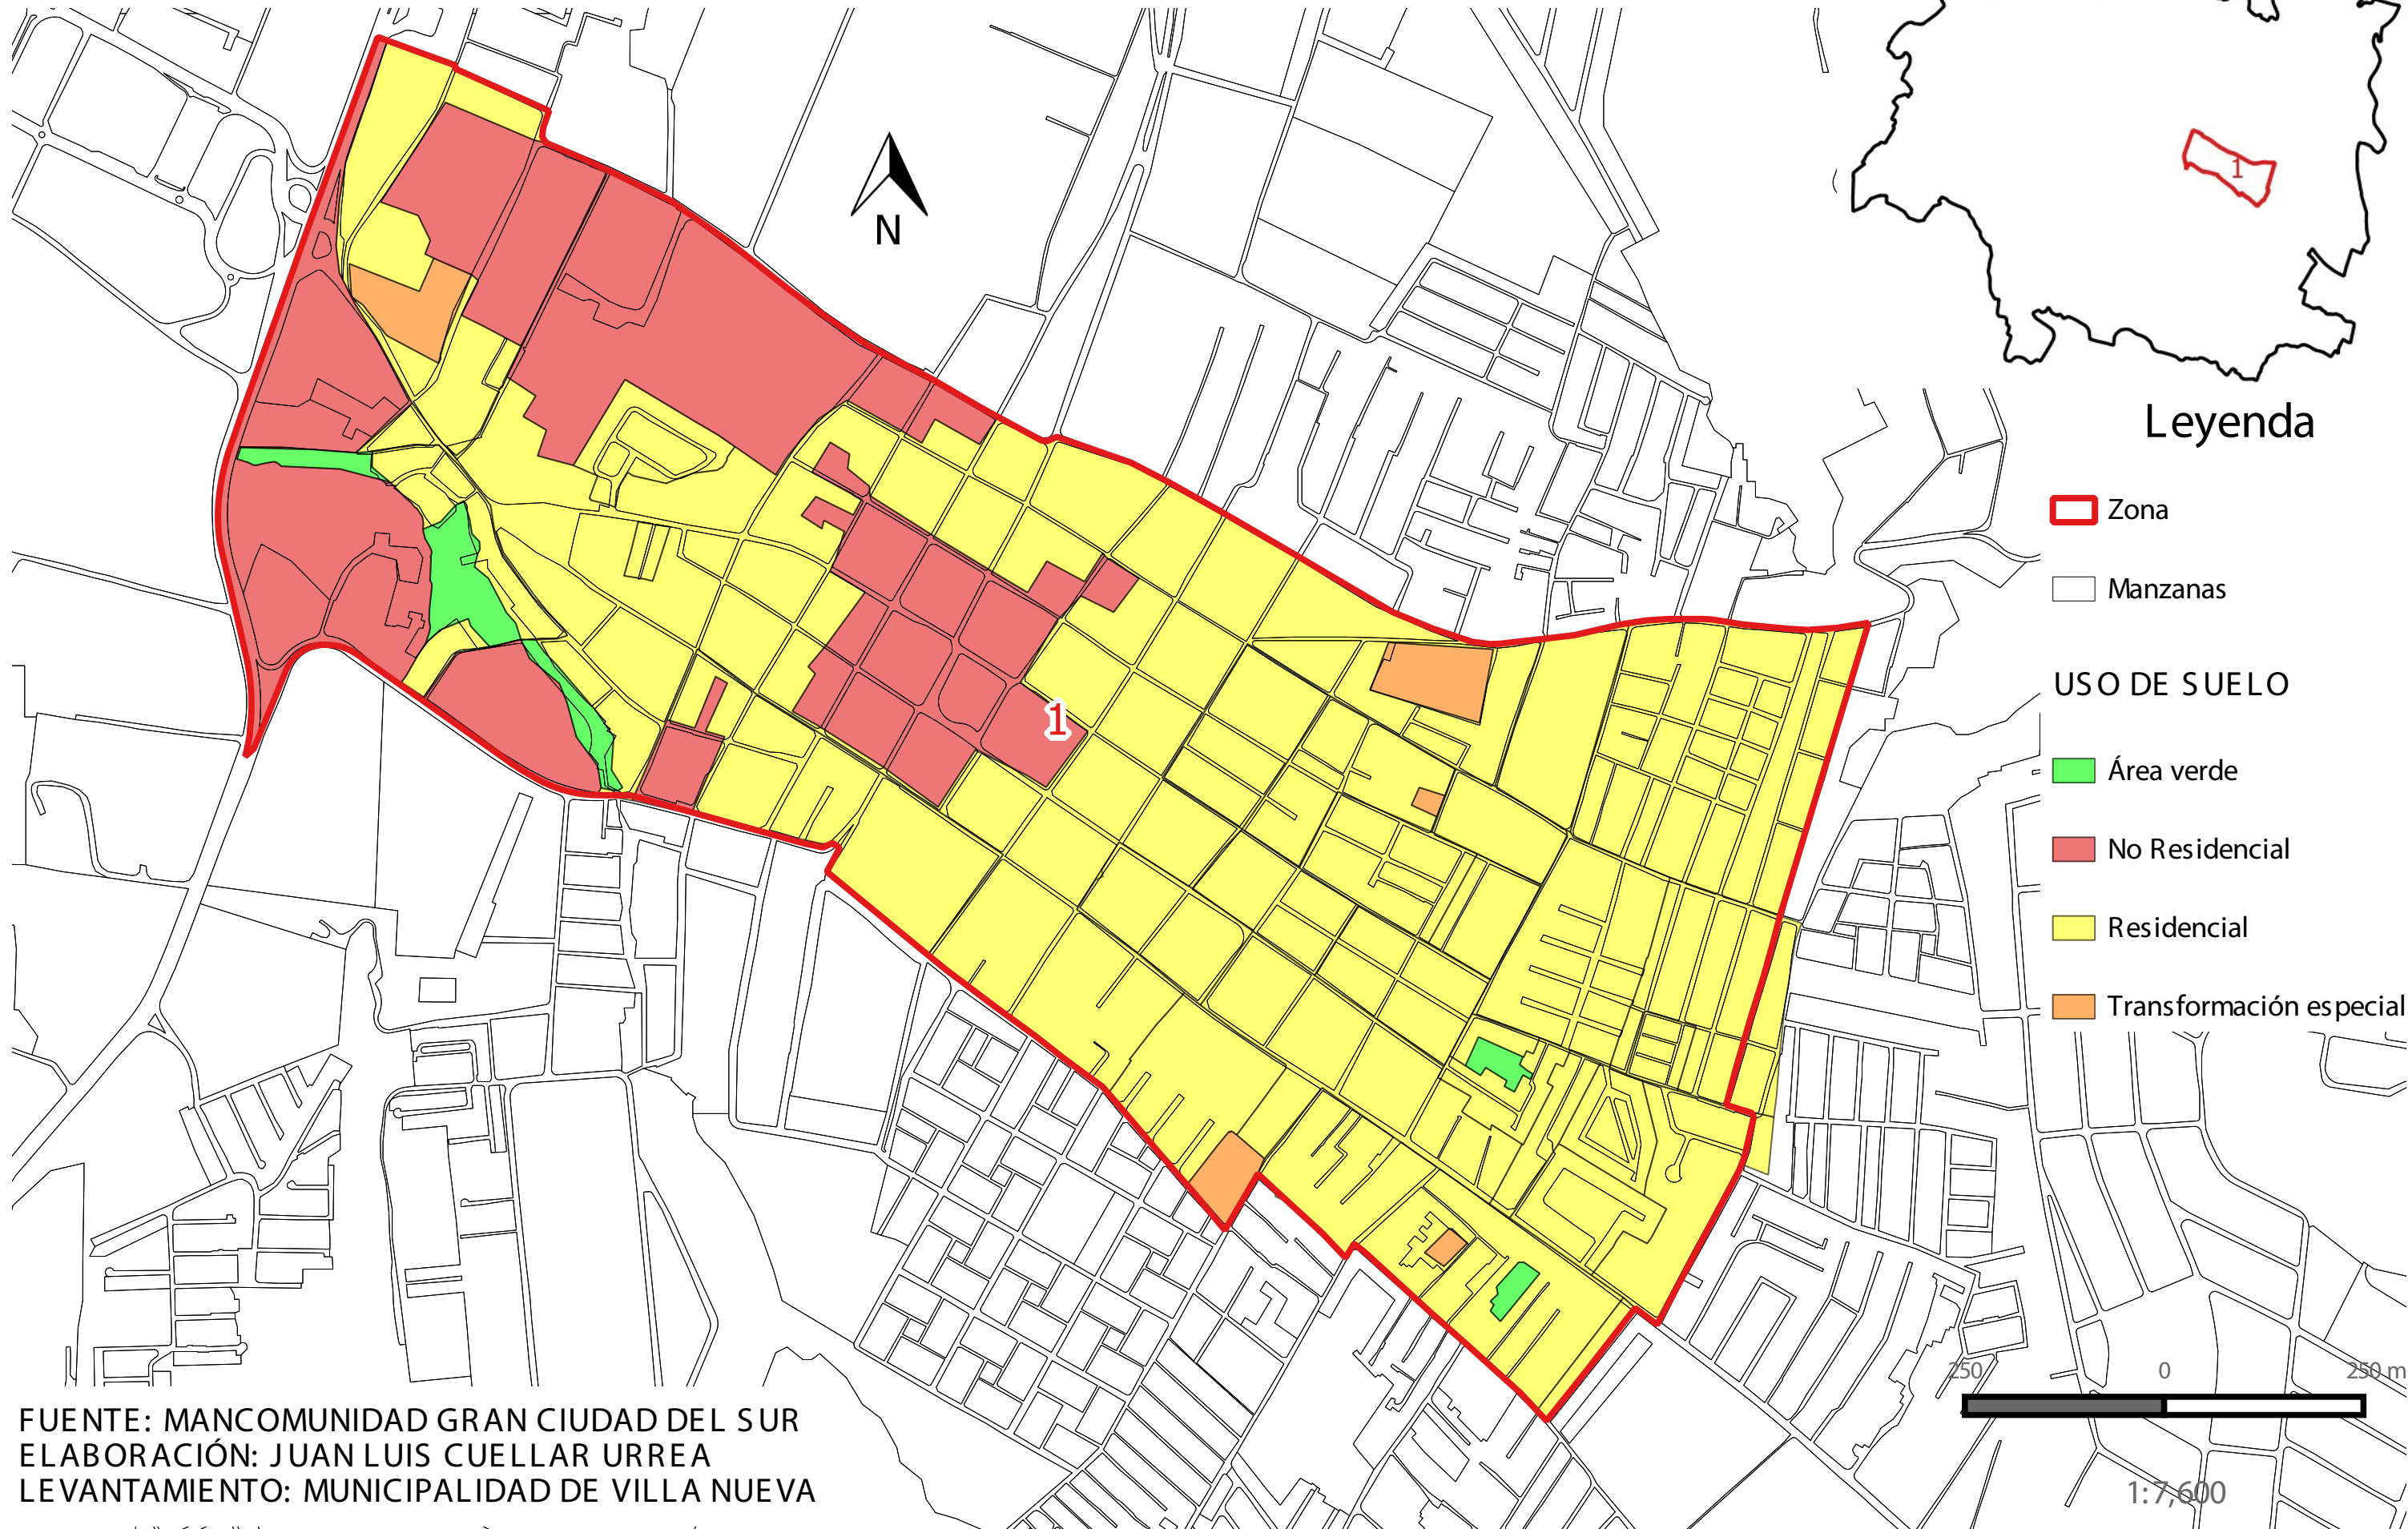 1
N
Leyenda
Zona
Manzanas
USO DE SUELO
Área verde
No Residencial
Residencial
Transformación especial
1
250 0 250 m
1:7,600
FUENTE: MANCOMUNIDAD GRAN CIUDAD DEL SUR
ELABORACIÓN: JUAN LUIS CUELLAR URREA
LEVANTAMIENTO: MUNICIPALIDAD DE VILLA NUEVA